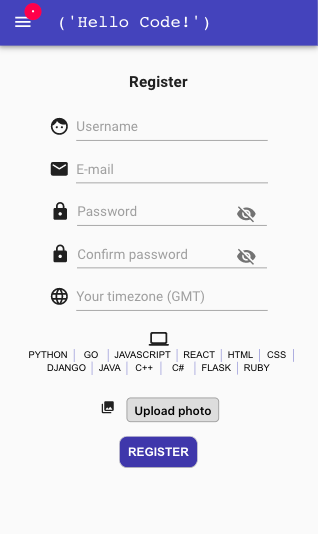 ('Hello Code!')
Register
Username
E-mail
Password
Confirm password
Your timezone (GMT)
PYTHON GO JAVASCRIPT REACT HTML CSS
DJANGO JAVA C++ C# FLASK RUBY
Upload photo
REGISTER